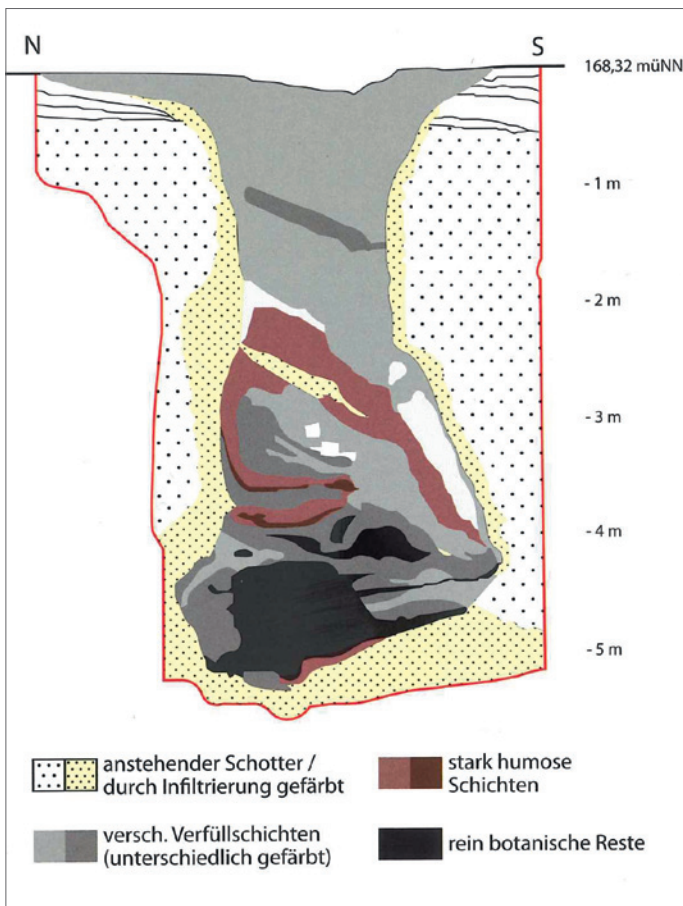 N
S
168,32 müNN
- 1 m
- 2 m
- 3 m
- 4 m
- 5 m
anstehender Schotter /
durch Infiltrierung gefärbt
stark humose
Schichten
versch. Verfüllschichten
(unterschiedlich gefärbt)
rein botanische Reste